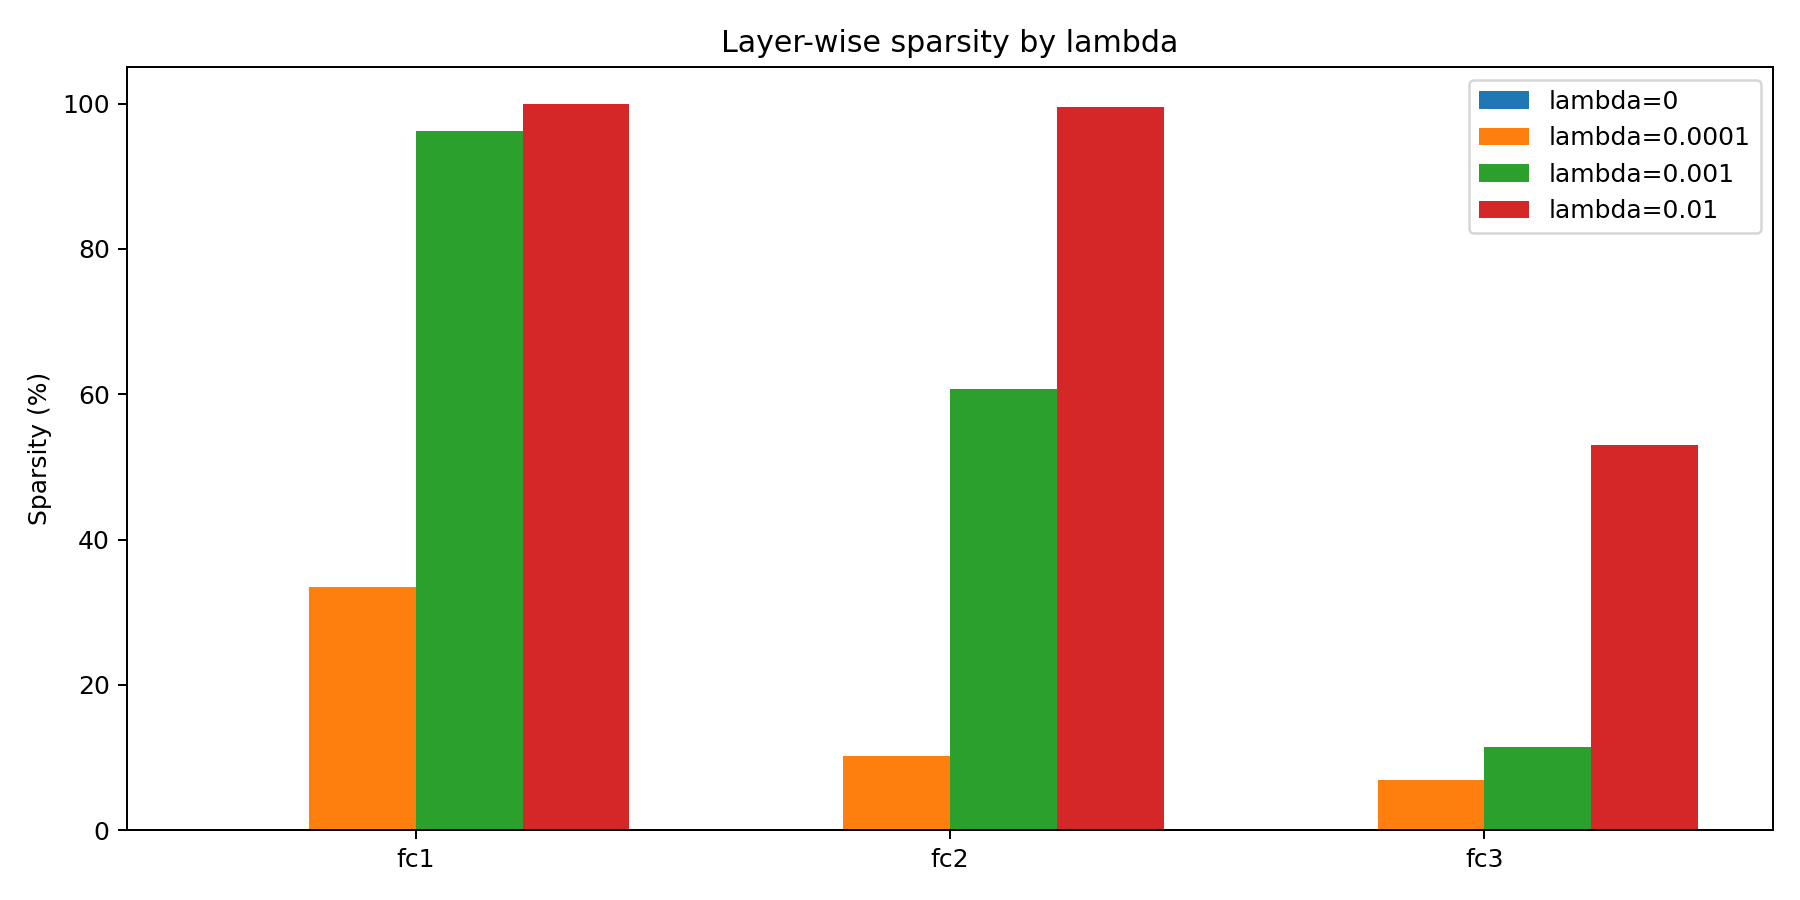 Layer-wise sparsity by lambda
lambda=0
lambda=0.0001
lambda=0.001
lambda=0.01
Sparsity (%)
100
80
60
40
20
0
fc1 fc2 fc3